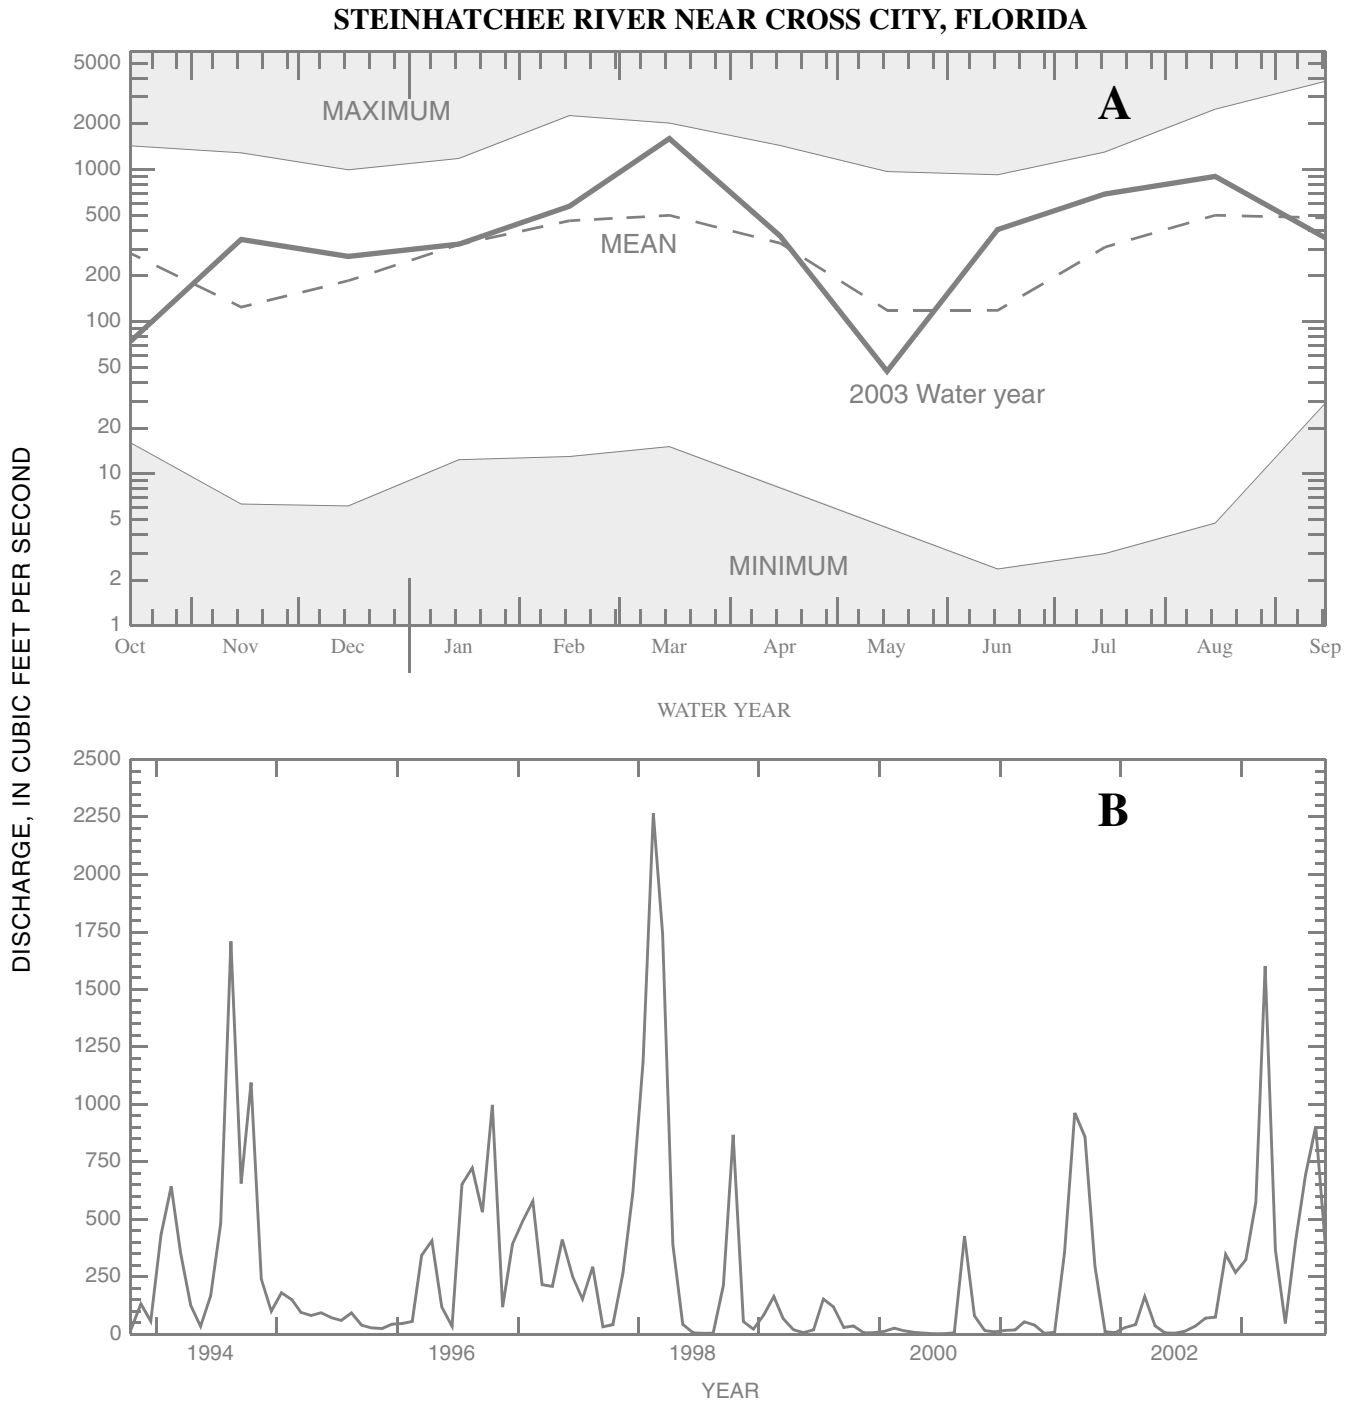 STEINHATCHEE RIVER NEAR CROSS CITY, FLORIDA
DISCHARGE, IN CUBIC FEET PER SECOND
5000
2000
1000
500
200
100
50
20
10
5
2
1
MAXIMUM
A
MEAN
2003 Water year
MINIMUM
Oct Nov Dec Jan Feb Mar Apr May Jun Jul Aug Sep
WATER YEAR
2500
2250
2000
1750
1500
1250
1000
750
500
250
0
B
1994 1996 1998 2000 2002
YEAR